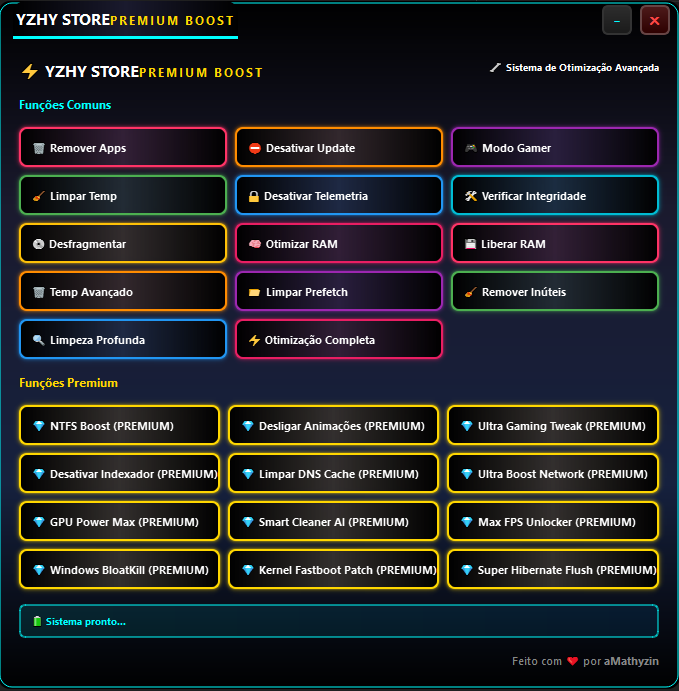 YZHY STOREPREMIUM BOOST
⚡ YZHY STOREPREMIUM BOOST
Sistema de Otimização Avançada
Funções Comuns
Remover Apps
Desativar Update
Modo Gamer
Limpar Temp
Desativar Telemetria
Verificar Integridade
Desfragmentar
Otimizar RAM
Liberar RAM
Temp Avançado
Limpar Prefetch
Remover Inúteis
Limpeza Profunda
Otimização Completa
Funções Premium
NTFS Boost (PREMIUM)
Desligar Animações (PREMIUM)
Ultra Gaming Tweak (PREMIUM)
Desativar Indexador (PREMIUM)
Limpar DNS Cache (PREMIUM)
Ultra Boost Network (PREMIUM)
GPU Power Max (PREMIUM)
Smart Cleaner AI (PREMIUM)
Max FPS Unlocker (PREMIUM)
Windows BloatKill (PREMIUM)
Kernel Fastboot Patch (PREMIUM)
Super Hibernate Flush (PREMIUM)
Sistema pronto...
Feito com ❤ por aMathyzin